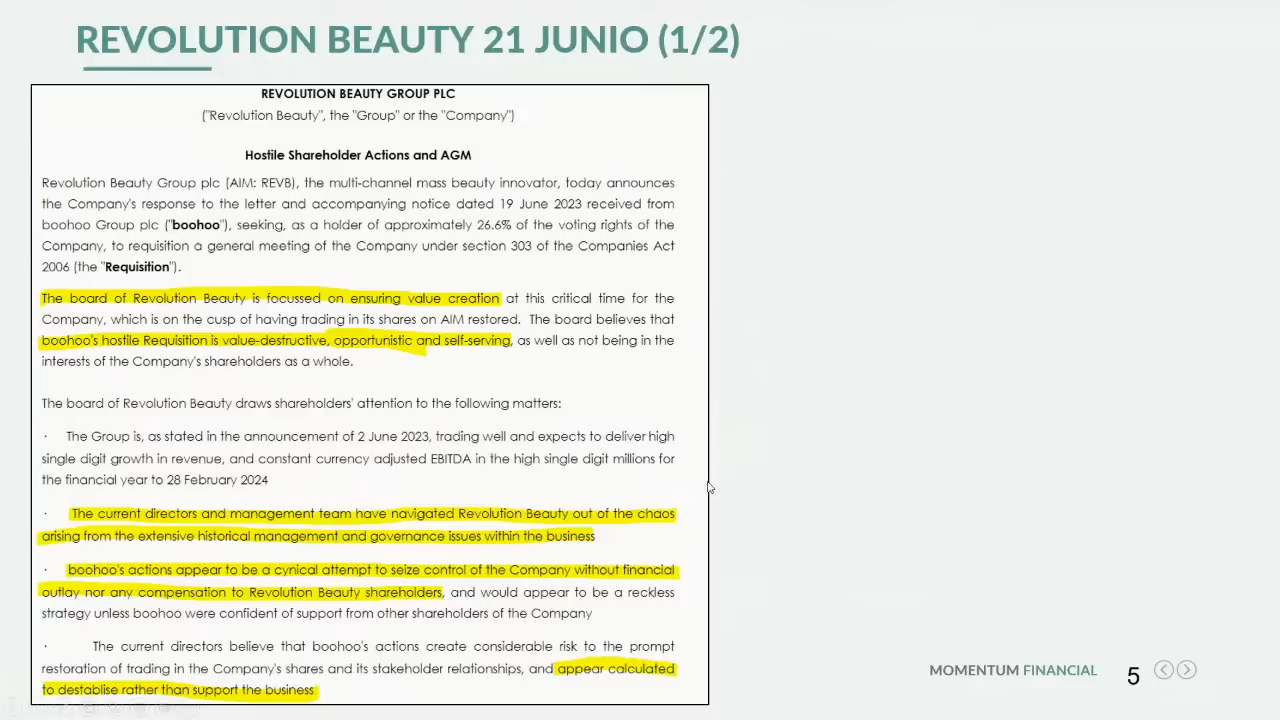 REVOLUTION BEAUTY 21 JUNIO (1/2)
REVOLUTION BEAUTY GROUP PLC
("Revolution Beauty", the "Group" or the "Company")
Hostile Shareholder Actions and AGM
Revolution Beauty Group plc (AIM: REVB), the multi-channel mass beauty innovator, today announces
the Company's response to the letter and accompanying notice dated 19 June 2023 received from
boohoo Group plc ("boohoo"), seeking, as a holder of approximately 26.6% of the voting rights of the
Company, to requisition a general meeting of the Company under section 303 of the Companies Act
2006 (the "Requisition").
The board of Revolution Beauty is focussed on ensuring value creation at this critical time for the
Company, which is on the cusp of having trading in its shares on AIM restored. The board believes that
boohoo's hostile Requisition is value-destructive, opportunistic and self-serving, as well as not being in the
interests of the Company's shareholders as a whole.
The board of Revolution Beauty draws shareholders' attention to the following matters:
· The Group is, as stated in the announcement of 2 June 2023, trading well and expects to deliver high
single digit growth in revenue, and constant currency adjusted EBITDA in the high single digit millions for
the financial year to 28 February 2024
· The current directors and management team have navigated Revolution Beauty out of the chaos
arising from the extensive historical management and governance issues within the business
· boohoo's actions appear to be a cynical attempt to seize control of the Company without financial
outlay nor any compensation to Revolution Beauty shareholders, and would appear to be a reckless
strategy unless boohoo were confident of support from other shareholders of the Company
· The current directors believe that boohoo's actions create considerable risk to the prompt
restoration of trading in the Company's shares and its stakeholder relationships, and appear calculated
to destablise rather than support the business
MOMENTUM FINANCIAL
5